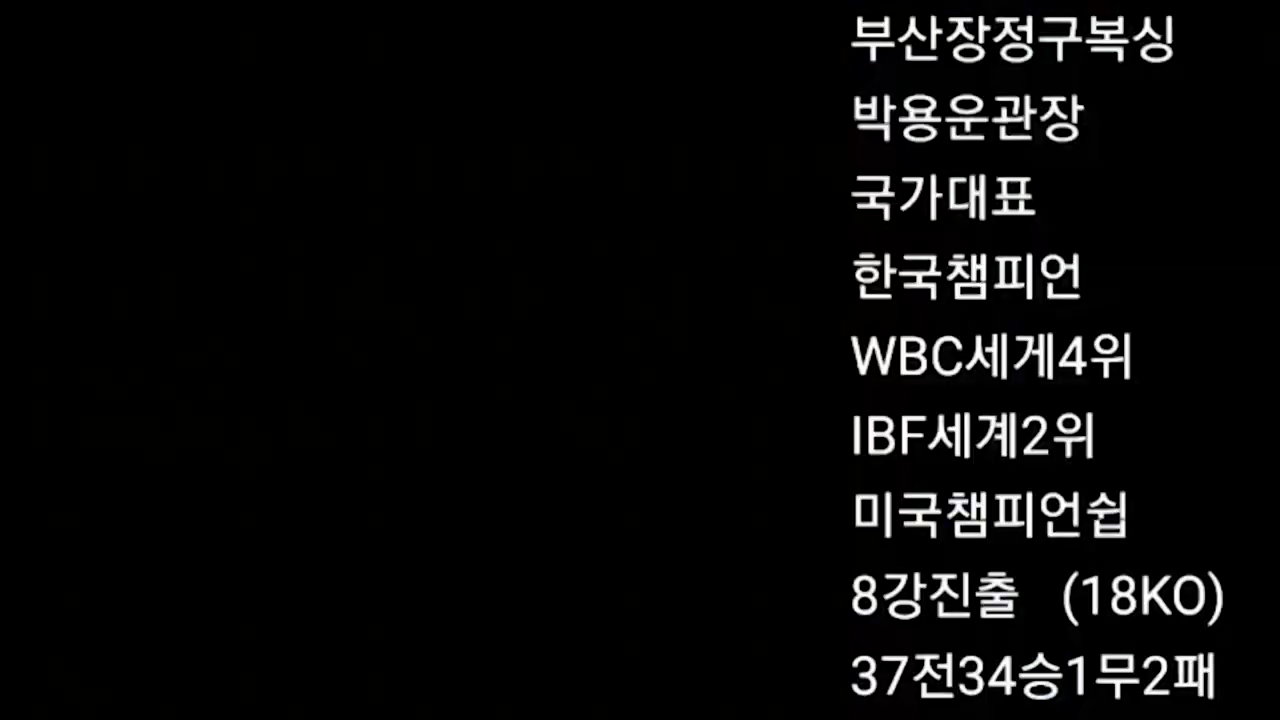 부산장정구복싱
박용운관장
국가대표
한국챔피언
WBC세게4위
IBF세계2위
미국챔피언쉽
8강진출 (18KO)
37전34승1무2패